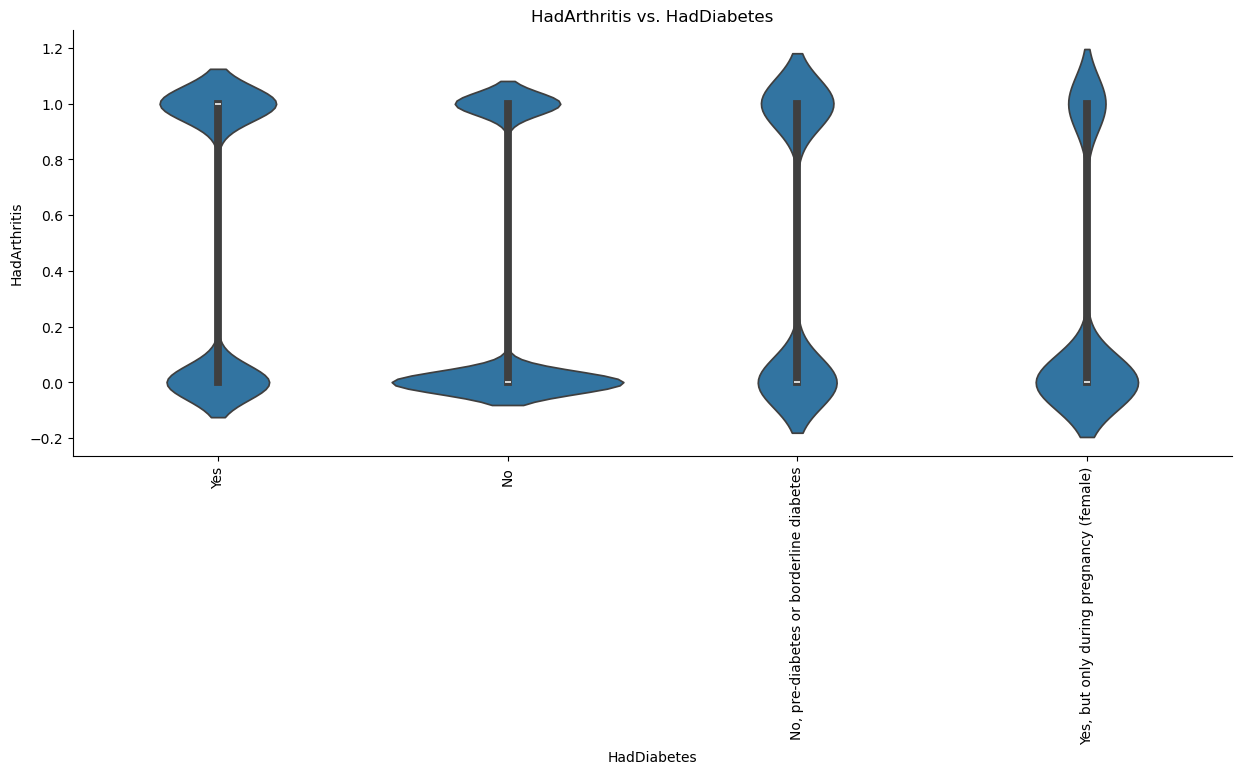 HadArthritis vs. HadDiabetes
HadArthritis
1.2
1.0
0.8
0.6
0.4
0.2
0.0
−0.2
Yes
No
No, pre-diabetes or borderline diabetes
Yes, but only during pregnancy (female)
HadDiabetes